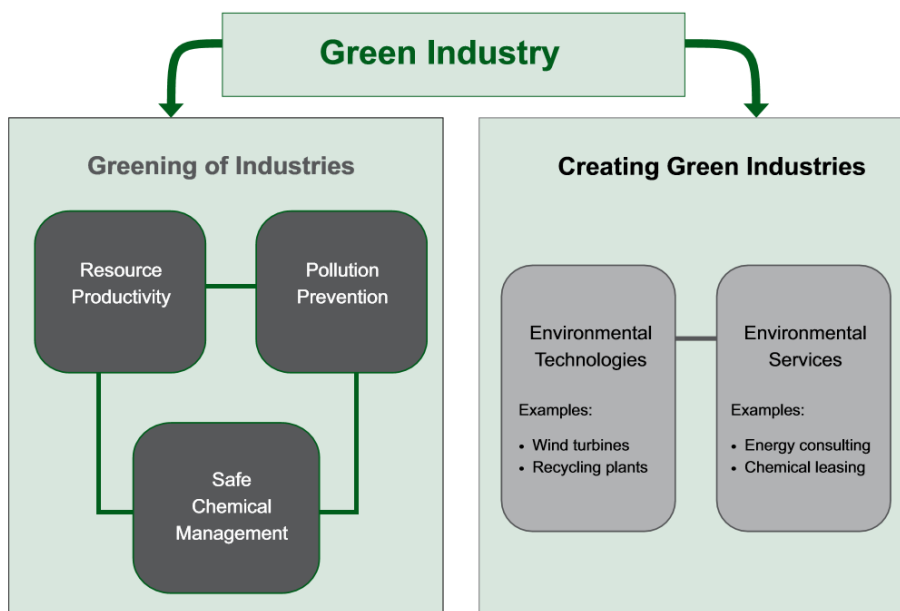 Green Industry
Greening of Industries
Resource
Productivity
Pollution
Prevention
Safe
Chemical
Management
Creating Green Industries
Environmental
Technologies
Examples:
• Wind turbines
• Recycling plants
Environmental
Services
Examples:
• Energy consulting
• Chemical leasing